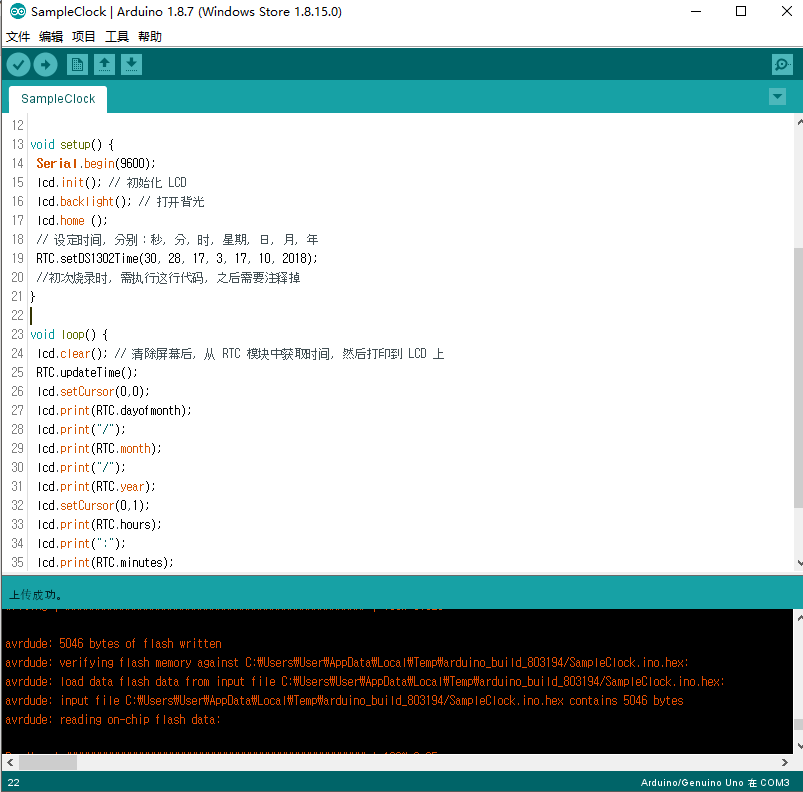 SampleClock | Arduino 1.8.7 (Windows Store 1.8.15.0)
文件 编辑 项目 工具 帮助
SampleClock
12
13 void setup() {
14 Serial.begin(9600);
15 lcd.init(); // 初始化 LCD
16 lcd.backlight(); // 打开背光
17 lcd.home ();
18 // 设定时间, 分别：秒, 分, 时, 星期, 日, 月, 年
19 RTC.setDS1302Time(30, 28, 17, 3, 17, 10, 2018);
20 //初次烧录时, 需执行这行代码, 之后需要注释掉
21 }
22
23 void loop() {
24 lcd.clear(); // 清除屏幕后, 从 RTC 模块中获取时间, 然后打印到 LCD 上
25 RTC.updateTime();
26 lcd.setCursor(0,0);
27 lcd.print(RTC.dayofmonth);
28 lcd.print("/");
29 lcd.print(RTC.month);
30 lcd.print("/");
31 lcd.print(RTC.year);
32 lcd.setCursor(0,1);
33 lcd.print(RTC.hours);
34 lcd.print(":");
35 lcd.print(RTC.minutes);
上传成功。
avrdude: 5046 bytes of flash written
avrdude: verifying flash memory against C:₩Users₩User₩AppData₩Local₩Temp₩arduino_build_803194/SampleClock.ino.hex:
avrdude: load data flash data from input file C:₩Users₩User₩AppData₩Local₩Temp₩arduino_build_803194/SampleClock.ino.hex:
avrdude: input file C:₩Users₩User₩AppData₩Local₩Temp₩arduino_build_803194/SampleClock.ino.hex contains 5046 bytes
avrdude: reading on-chip flash data:
22 Arduino/Genuino Uno 在 COM3